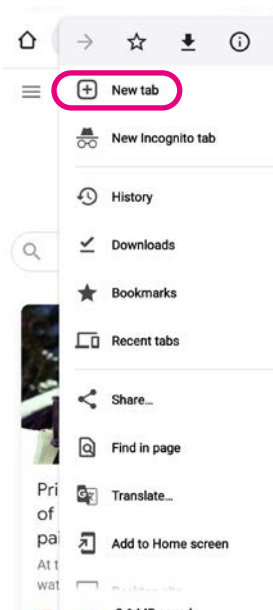 New tab
New Incognito tab
History
Downloads
Bookmarks
Recent tabs
Share...
Find in page
Translate...
Add to Home screen
Pri
of
pai
At t
wat